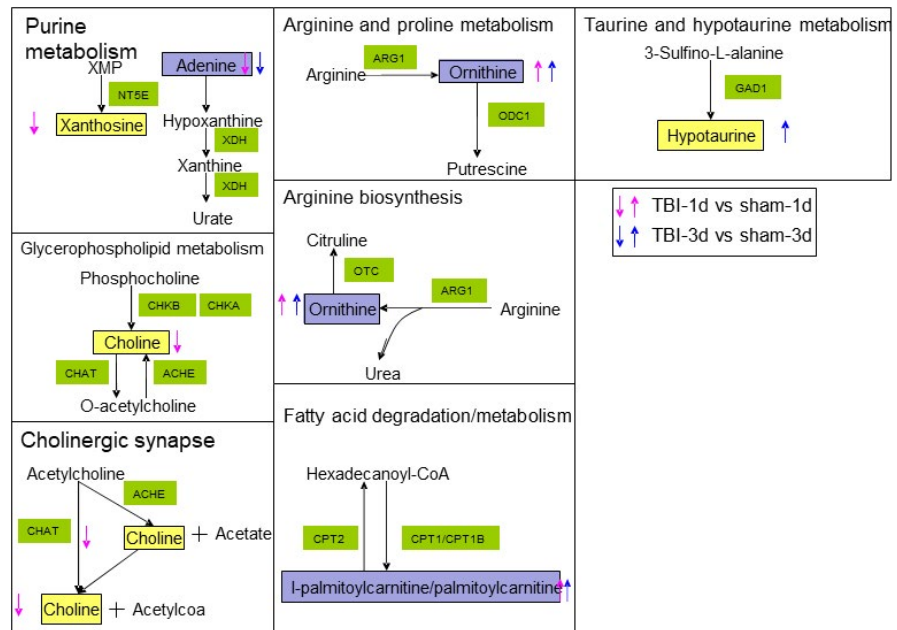 Purine
metabolism
XMP
Adenine
NT5E
Xanthosine
Hypoxanthine
XDH
Xanthine
XDH
Urate
Glycerophospholipid metabolism
Phosphocholine
CHKB
CHKA
Choline
CHAT
ACHE
O-acetylcholine
Cholinergic synapse
Acetylcholine
ACHE
CHAT
Choline + Acetate
Choline + Acetylcoa
Arginine and proline metabolism
ARG1
Arginine
Ornithine
ODC1
Putrescine
Arginine biosynthesis
Citruline
OTC
ARG1
Ornithine
Arginine
Urea
Fatty acid degradation/metabolism
Hexadecanoyl-CoA
CPT2
CPT1/CPT1B
l-palmitoylcarnitine/palmitoylcarnitine
Taurine and hypotaurine metabolism
3-Sulfino-L-alanine
GAD1
Hypotaurine
TBI-1d vs sham-1d
TBI-3d vs sham-3d